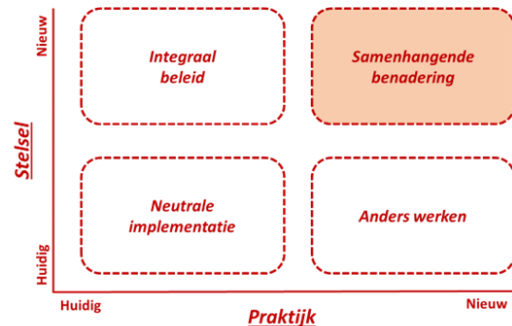 Nieuw
Integraal
beleid
Samenhangende
benadering
Stelsel
Neutrale
implementatie
Anders werken
Huidig
Huidig
Nieuw
Praktijk